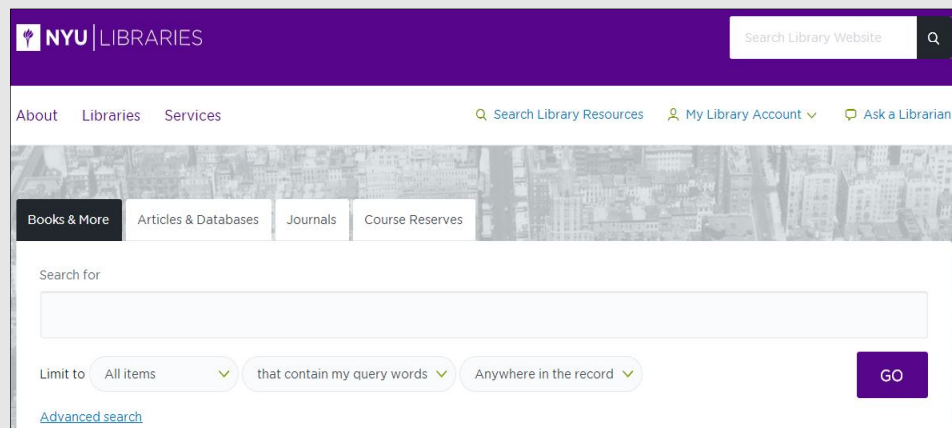 NYU LIBRARIES
Search Library Website
About Libraries Services
Search Library Resources My Library Account Ask a Librarian
Books & More Articles & Databases Journals Course Reserves
Search for
Limit to All items that contain my query words Anywhere in the record GO
Advanced search